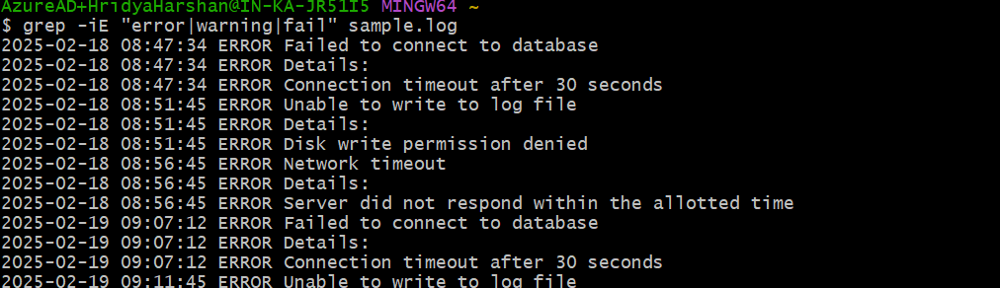 AzureAD+HridyaHarshan@IN-KA-JR51I5 MINGW64 ~
$ grep -iE "error|warning|fail" sample.log
2025-02-18 08:47:34 ERROR Failed to connect to database
2025-02-18 08:47:34 ERROR Details:
2025-02-18 08:47:34 ERROR Connection timeout after 30 seconds
2025-02-18 08:51:45 ERROR Unable to write to log file
2025-02-18 08:51:45 ERROR Details:
2025-02-18 08:51:45 ERROR Disk write permission denied
2025-02-18 08:56:45 ERROR Network timeout
2025-02-18 08:56:45 ERROR Details:
2025-02-18 08:56:45 ERROR Server did not respond within the allotted time
2025-02-19 09:07:12 ERROR Failed to connect to database
2025-02-19 09:07:12 ERROR Details:
2025-02-19 09:07:12 ERROR Connection timeout after 30 seconds
2025-02-19 09:11:45 ERROR Unable to write to log file